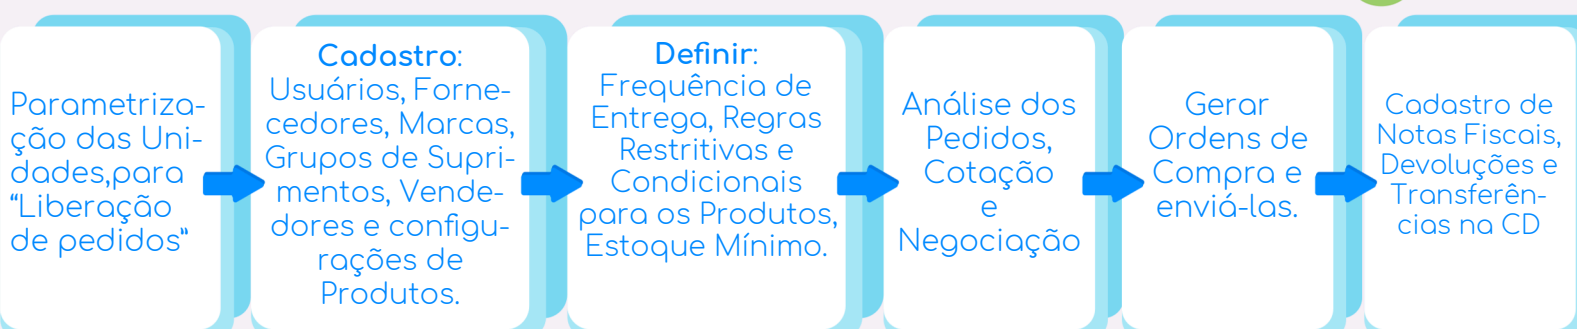 Parametriza-
ção das Uni-
dades,para
“Liberação
de pedidos”
Cadastro:
Usuários, Forne-
cedores, Marcas,
Grupos de Supri-
mentos, Vende-
dores e configu-
rações de
Produtos.
Definir:
Frequência de
Entrega, Regras
Restritivas e
Condicionais
para os Produtos,
Estoque Mínimo.
Análise dos
Pedidos,
Cotação
e
Negociação
Gerar
Ordens de
Compra e
enviá-las.
Cadastro de
Notas Fiscais,
Devoluções e
Transferên-
cias na CD